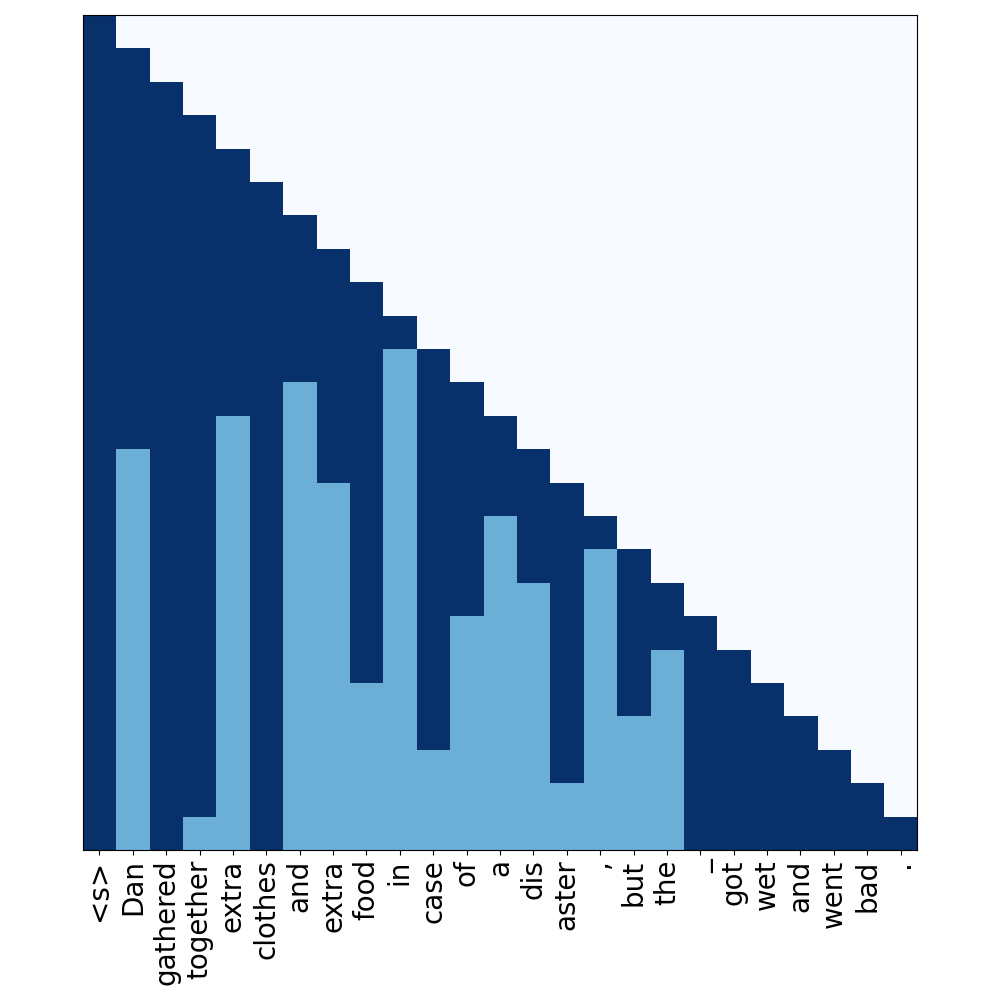 <s> Dan gathered together extra clothes and extra food in case of a dis aster , but the _ got wet and went bad .